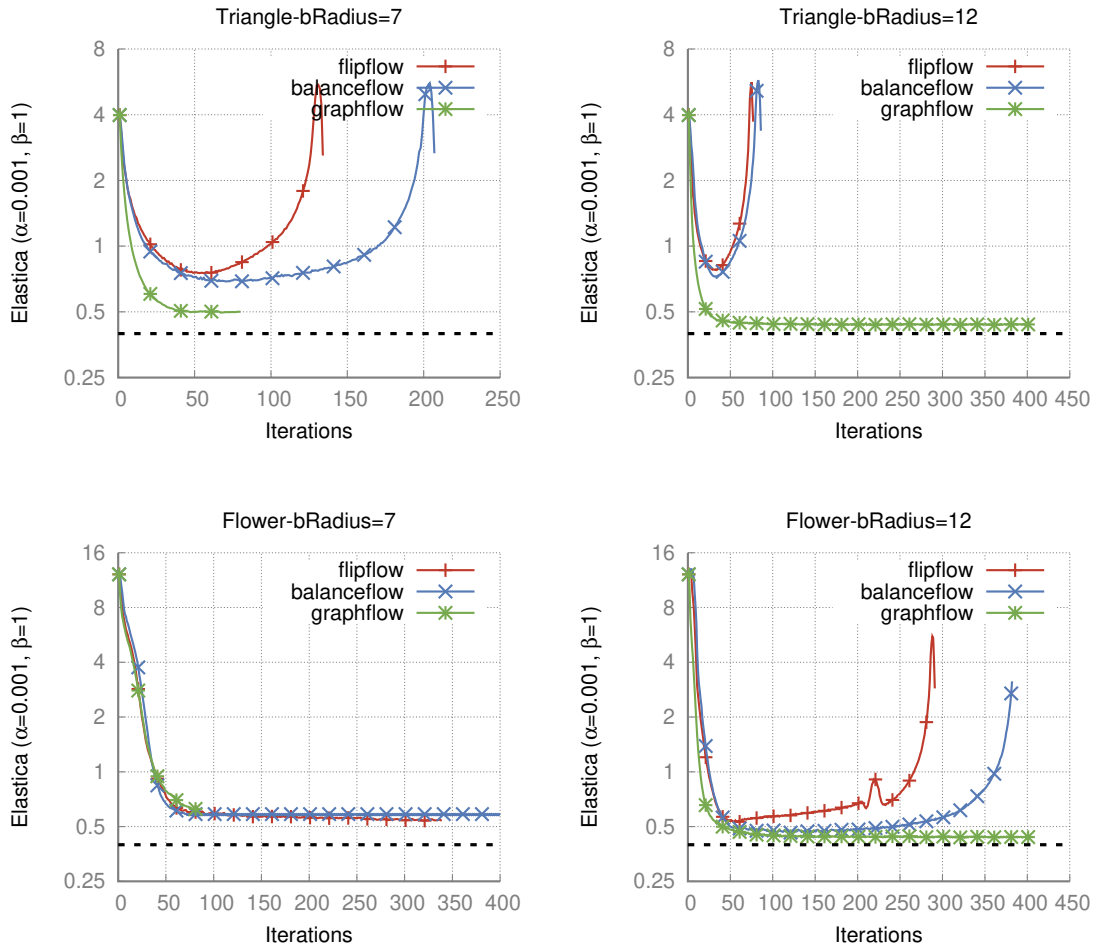 Triangle-bRadius=7
Elastica (α=0.001, β=1)
8
4
2
1
0.5
0.25
flipflow
balanceflow
graphflow
0 50 100 150 200 250
Iterations
Triangle-bRadius=12
Elastica (α=0.001, β=1)
8
4
2
1
0.5
0.25
flipflow
balanceflow
graphflow
0 50 100 150 200 250 300 350 400 450
Iterations
Flower-bRadius=7
Elastica (α=0.001, β=1)
16
8
4
2
1
0.5
0.25
flipflow
balanceflow
graphflow
0 50 100 150 200 250 300 350 400
Iterations
Flower-bRadius=12
Elastica (α=0.001, β=1)
16
8
4
2
1
0.5
0.25
flipflow
balanceflow
graphflow
0 50 100 150 200 250 300 350 400 450
Iterations